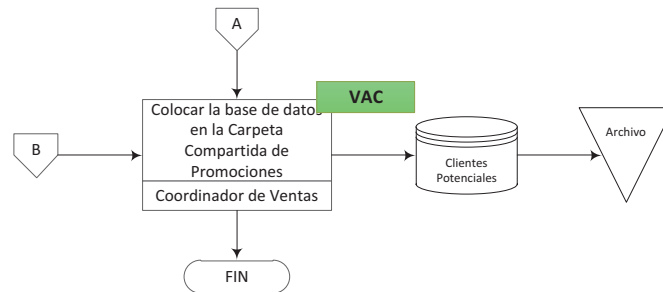 A
VAC
Colocar la base de datos
en la Carpeta
Compartida de
Promociones
Coordinador de Ventas
B
Clientes
Potenciales
Archivo
FIN